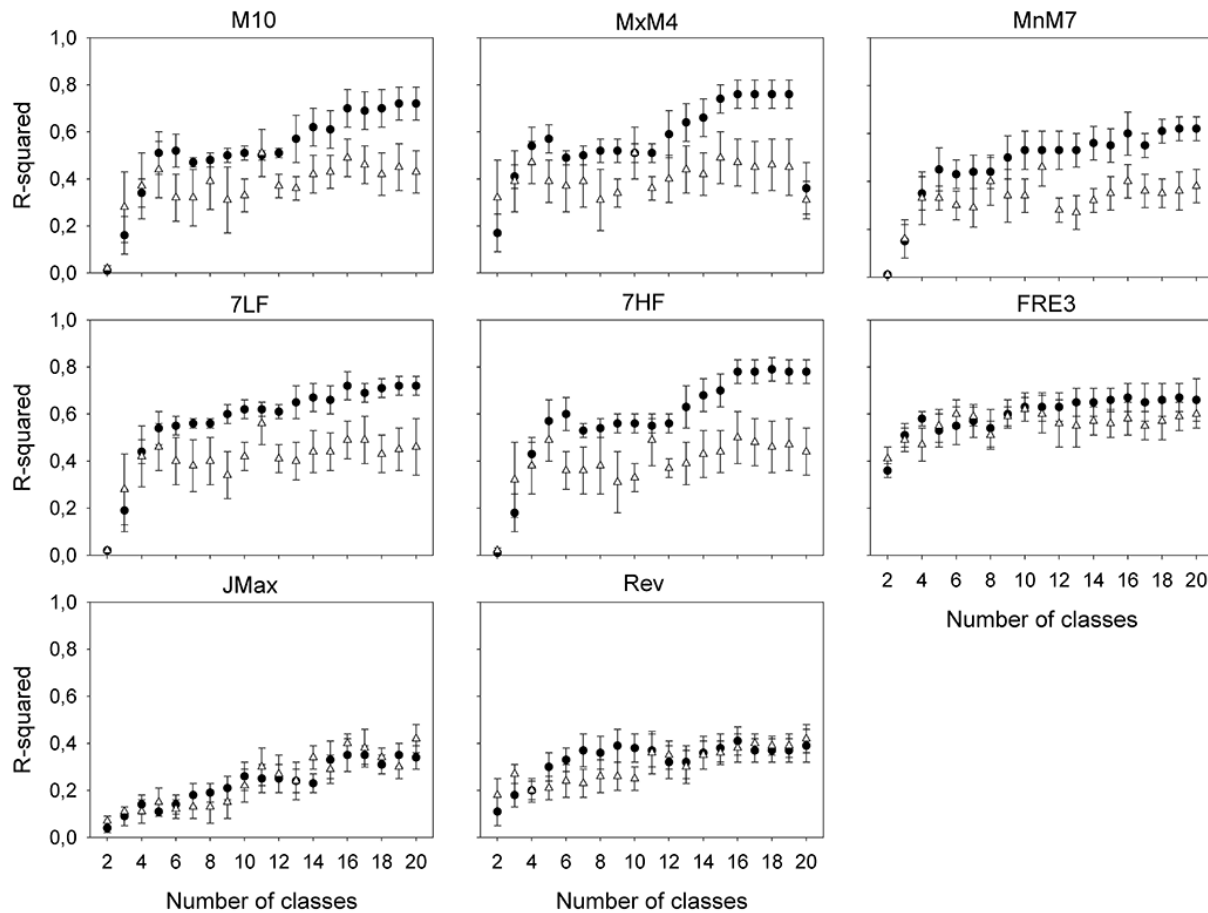 M10 MxM4 MnM7
R-squared
1,0
0,8
0,6
0,4
0,2
0,0
7LF 7HF FRE3
R-squared
1,0
0,8
0,6
0,4
0,2
0,0
2 4 6 8 10 12 14 16 18 20
Number of classes
JMax Rev
R-squared
1,0
0,8
0,6
0,4
0,2
0,0
2 4 6 8 10 12 14 16 18 20 2 4 6 8 10 12 14 16 18 20
Number of classes Number of classes